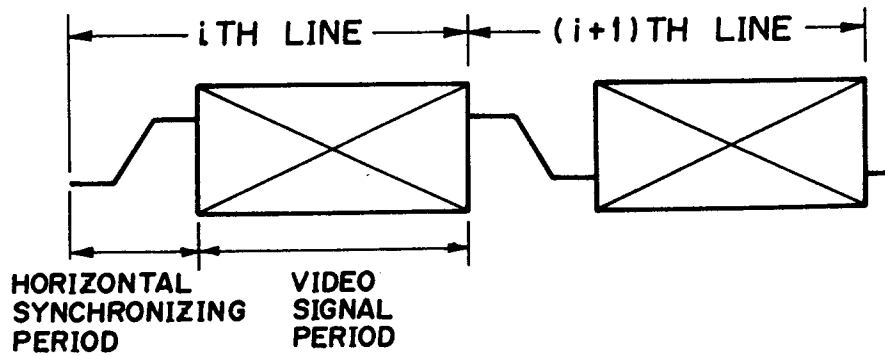 iTH LINE
(i+1)TH LINE
HORIZONTAL
SYNCHRONIZING
PERIOD
VIDEO
SIGNAL
PERIOD